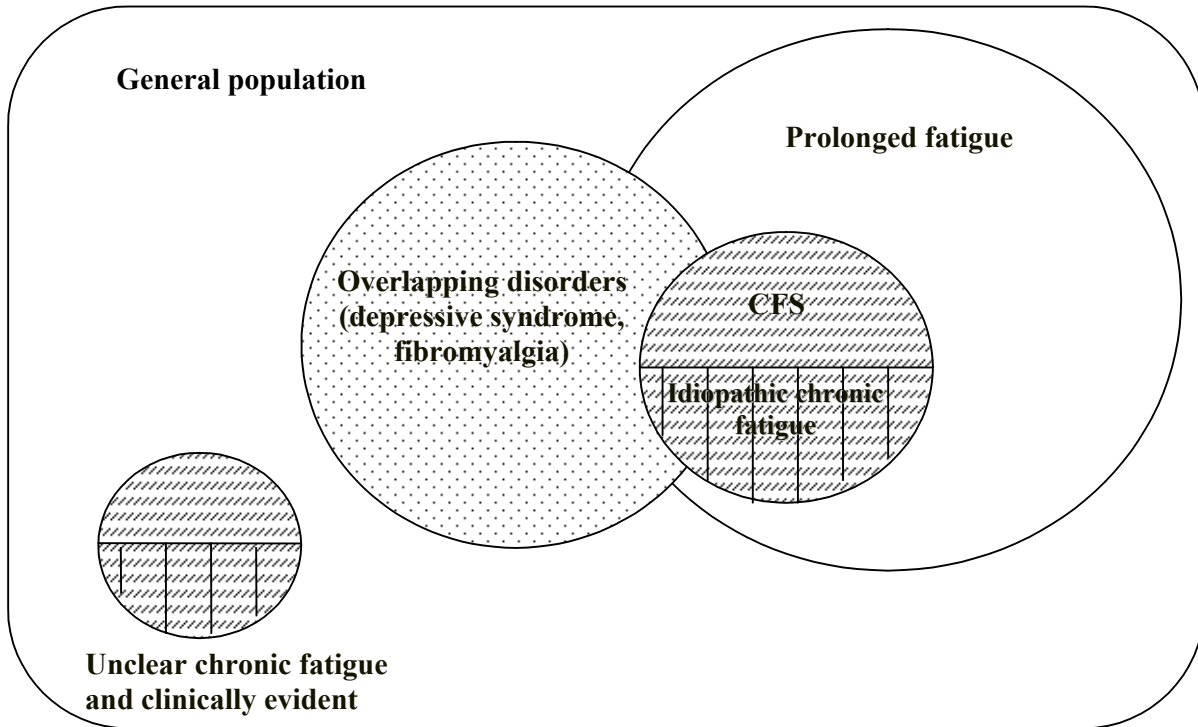 General population
Prolonged fatigue
Overlapping disorders
(depressive syndrome,
fibromyalgia)
CFS
Idiopathic chronic
fatigue
Unclear chronic fatigue
and clinically evident